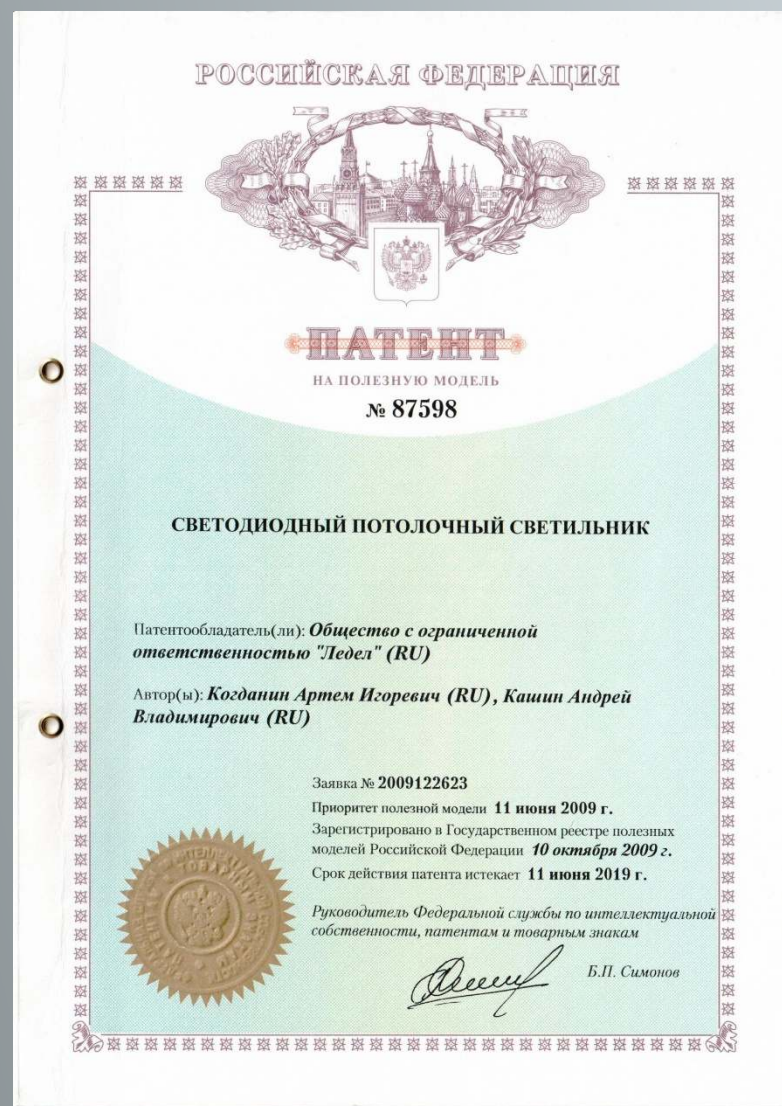 РОССИЙСКАЯ ФЕДЕРАЦИЯ
ПАТЕНТ
НА ПОЛЕЗНУЮ МОДЕЛЬ
№ 87598
СВЕТОДИОДНЫЙ ПОТОЛОЧНЫЙ СВЕТИЛЬНИК
Патентообладатель(ли): Общество с ограниченной
ответственностью "Ледел" (RU)
Автор(ы): Когданин Артем Игоревич (RU), Кашин Андрей
Владимирович (RU)
Заявка № 2009122623
Приоритет полезной модели 11 июня 2009 г.
Зарегистрировано в Государственном реестре полезных
моделей Российской Федерации 10 октября 2009 г.
Срок действия патента истекает 11 июня 2019 г.
Руководитель Федеральной службы по интеллектуальной
собственности, патентам и товарным знакам
Б.П. Симонов